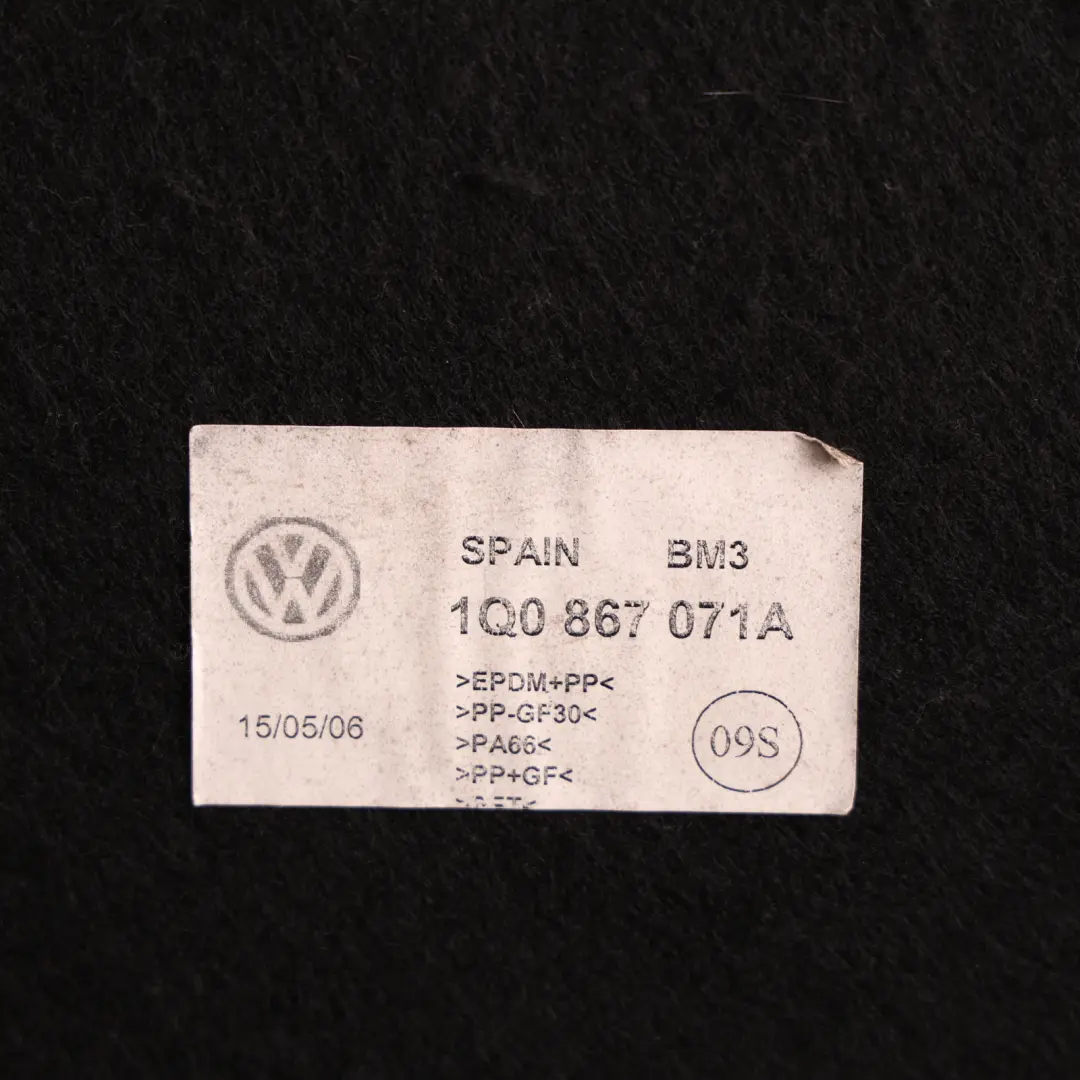 SPAIN BM3
1Q0 867 071A
>EPDM+PP<
>PP-GF30<
>PA66<
>PP+GF<
15/05/06
09S